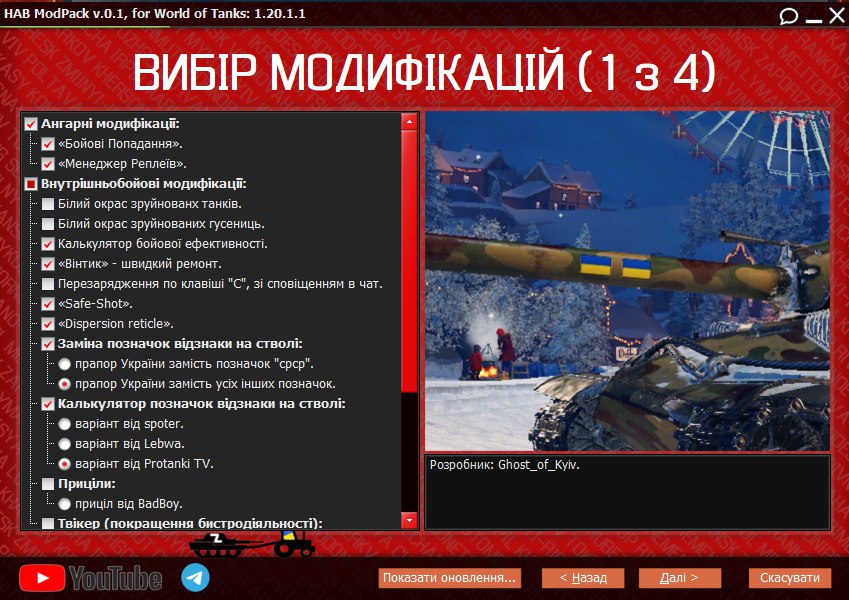 HAB ModPack v.0.1, for World of Tanks: 1.20.1.1
ВИБІР МОДИФІКАЦІЙ (1 з 4)
Ангарні модифікації:
«Бойові Попадання».
«Менеджер Реплеїв».
Внутрішньобойові модифікації:
Білий окрас зруйнованх танків.
Білий окрас зруйнованих гусениць.
Калькулятор бойової ефективності.
«Вінтик» - швидкий ремонт.
Перезарядження по клавіші "С", зі сповіщенням в чат.
«Safe-Shot».
«Dispersion reticle».
Заміна позначок відзнаки на стволі:
прапор України замість позначок "срср".
прапор України замість усіх інших позначок.
Калькулятор позначок відзнаки на стволі:
варіант від spoter.
варіант від Lebwa.
варіант від Protanki TV.
Приціли:
приціл від BadBoy.
Твікер (покращення бистродіяльності):
Розробник: Ghost_of_Kyiv.
Z
YouTube
Показати оновлення...
< Назад
Далі >
Скасувати